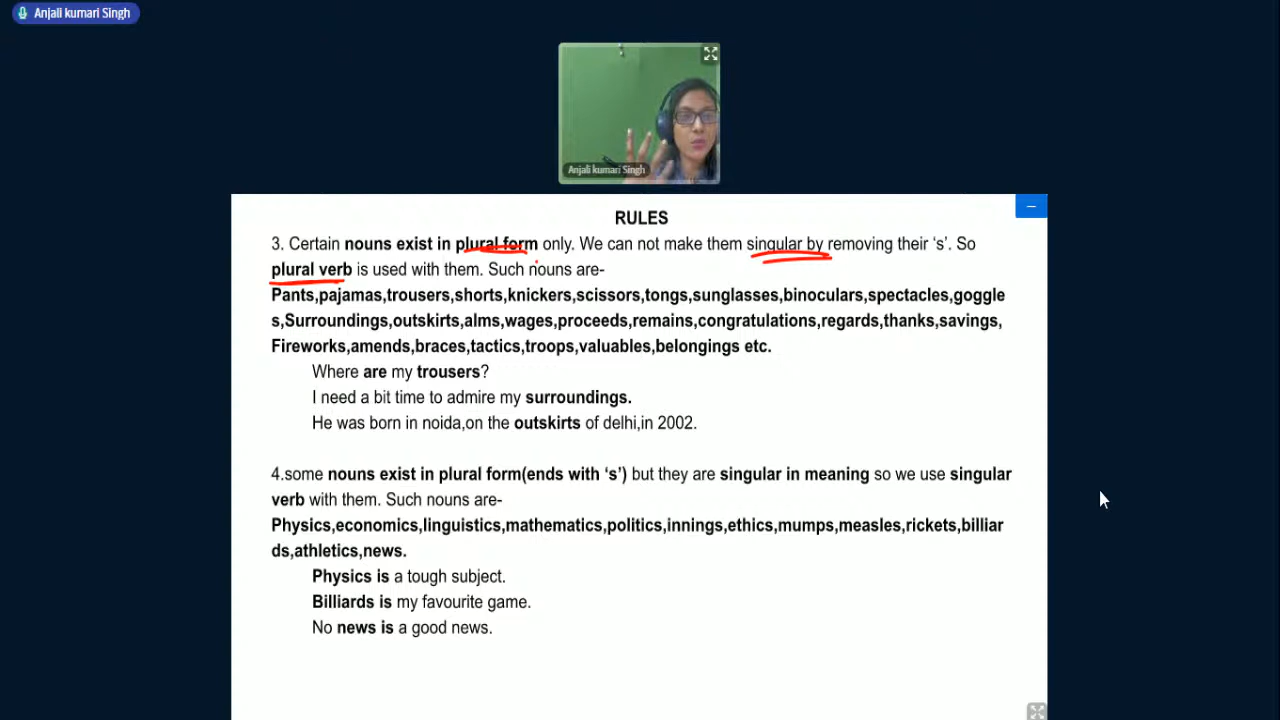 Anjali kumari Singh
Anjali kumari Singh
RULES
3. Certain nouns exist in plural form only. We can not make them singular by removing their ‘s’. So
plural verb is used with them. Such nouns are-
Pants,pajamas,trousers,shorts,knickers,scissors,tongs,sunglasses,binoculars,spectacles,goggle
s,Surroundings,outskirts,alms,wages,proceeds,remains,congratulations,regards,thanks,savings,
Fireworks,amends,braces,tactics,troops,valuables,belongings etc.
Where are my trousers?
I need a bit time to admire my surroundings.
He was born in noida,on the outskirts of delhi,in 2002.
4.some nouns exist in plural form(ends with ‘s’) but they are singular in meaning so we use singular
verb with them. Such nouns are-
Physics,economics,linguistics,mathematics,politics,innings,ethics,mumps,measles,rickets,billiar
ds,athletics,news.
Physics is a tough subject.
Billiards is my favourite game.
No news is a good news.